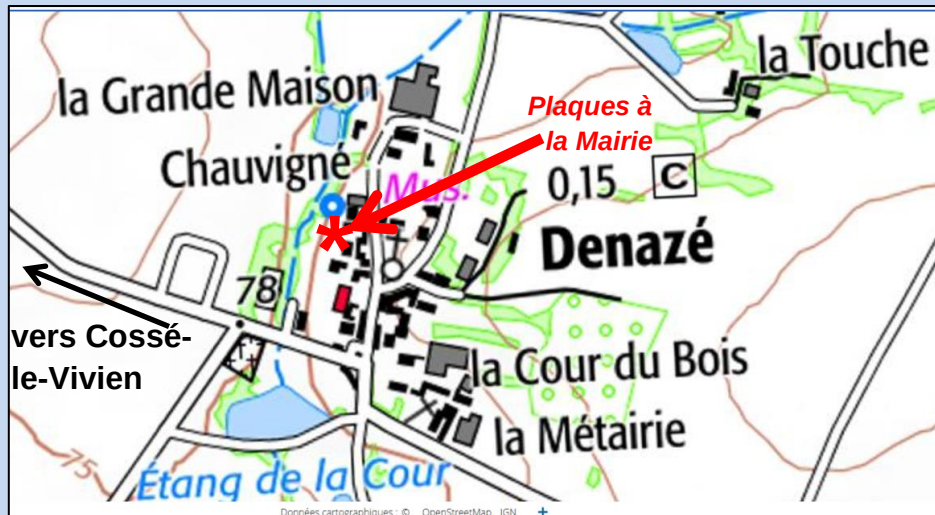 la Touche
la Grande Maison
Plaques à
la Mairie
Chauvigné
Mus.
0,15 C
Denazé
78
vers Cossé-
le-Vivien
la Cour du Bois
la Métairie
75
Étang de la Cour
Données cartographiques : © OpenStreetMap, IGN